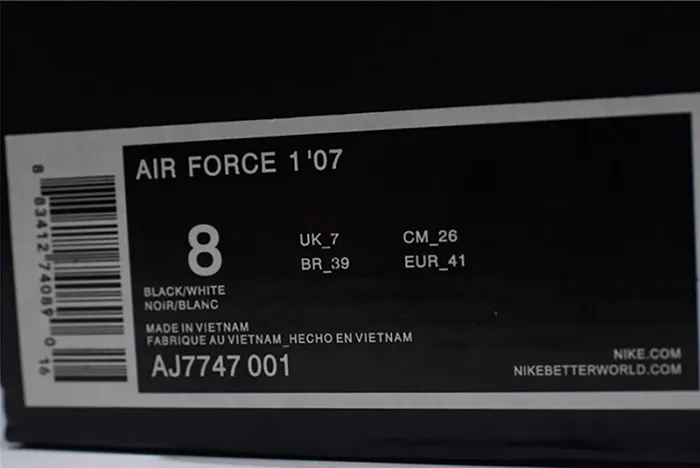 AIR FORCE 1 '07
8
UK_7 CM_26
BR_39 EUR_41
BLACK/WHITE
NOIR/BLANC
MADE IN VIETNAM
FABRIQUE AU VIETNAM_HECHO EN VIETNAM
AJ7747 001
NIKE.COM
NIKEBETTERWORLD.COM
8 83412 74089 0 16